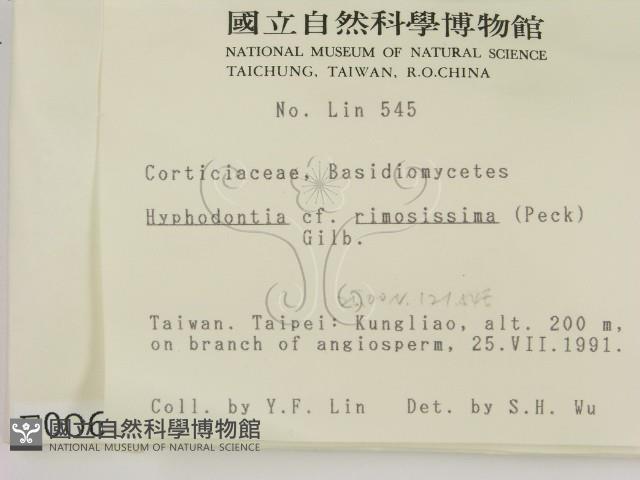 國立自然科學博物館
NATIONAL MUSEUM OF NATURAL SCIENCE
TAICHUNG, TAIWAN, R.O.CHINA
No. Lin 545
Corticiaceae, Basidiomycetes
Hyphodontia cf. rimosissima (Peck)
Gilb.
Taiwan. Taipei: Kungliao, alt. 200 m,
on branch of angiosperm, 25.VII.1991.
Coll. by Y.F. Lin Det. by S.H. Wu
國立自然科學博物館
NATIONAL MUSEUM OF NATURAL SCIENCE